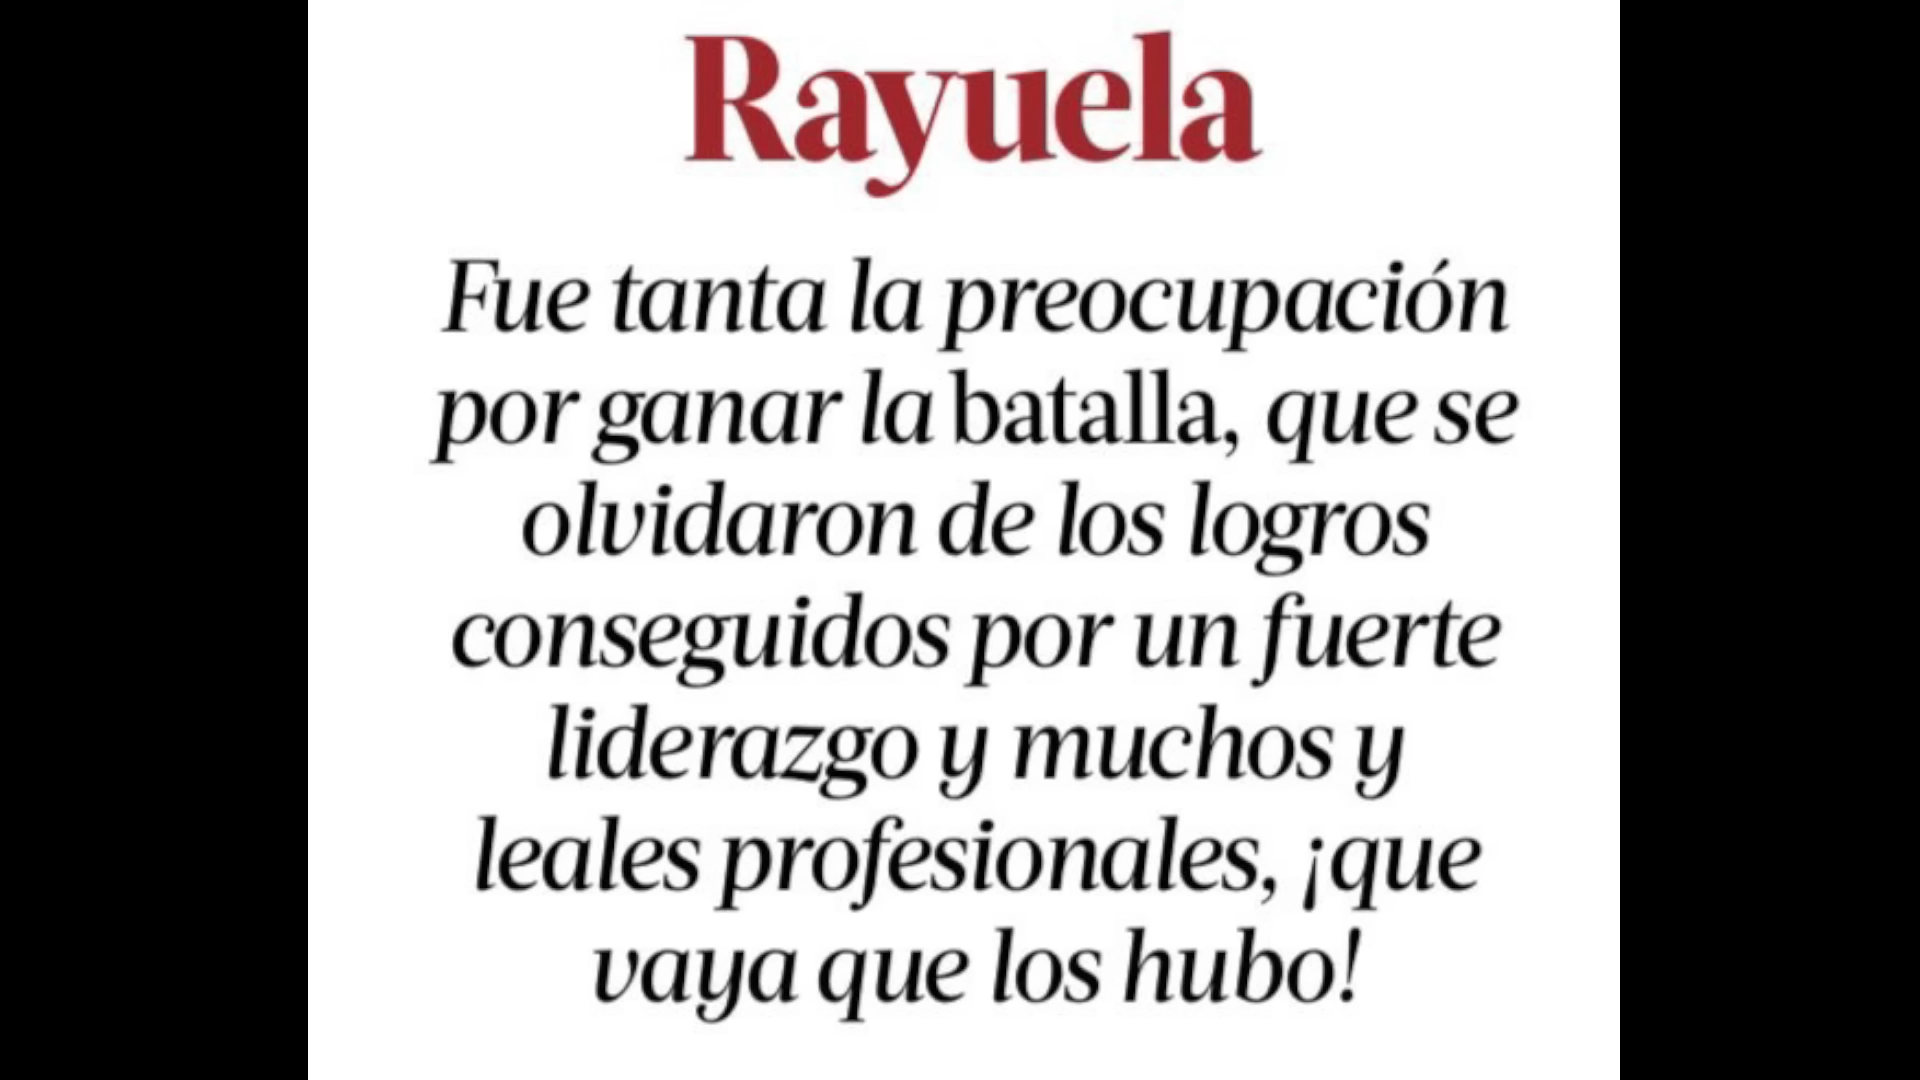 Rayuela
Fue tanta la preocupación
por ganar la batalla, que se
olvidaron de los logros
conseguidos por un fuerte
liderazgo y muchos y
leales profesionales, ¡que
vaya que los hubo!